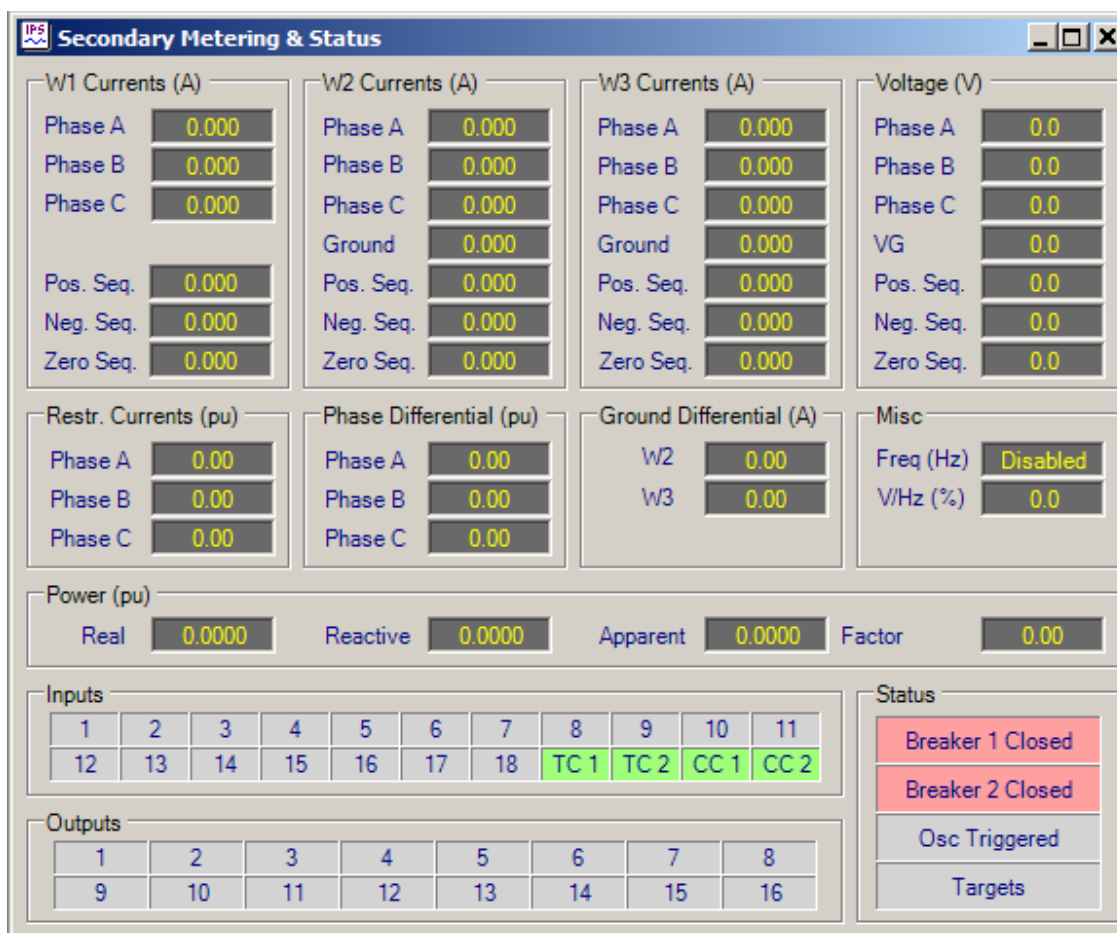 IPS Secondary Metering & Status
W1 Currents (A) W2 Currents (A) W3 Currents (A) Voltage (V)
Phase A 0.000 Phase A 0.000 Phase A 0.000 Phase A 0.0
Phase B 0.000 Phase B 0.000 Phase B 0.000 Phase B 0.0
Phase C 0.000 Phase C 0.000 Phase C 0.000 Phase C 0.0
Ground 0.000 Ground 0.000 VG 0.0
Pos. Seq. 0.000 Pos. Seq. 0.000 Pos. Seq. 0.000 Pos. Seq. 0.0
Neg. Seq. 0.000 Neg. Seq. 0.000 Neg. Seq. 0.000 Neg. Seq. 0.0
Zero Seq. 0.000 Zero Seq. 0.000 Zero Seq. 0.000 Zero Seq. 0.0
Restr. Currents (pu) Phase Differential (pu) Ground Differential (A) Misc
Phase A 0.00 Phase A 0.00 W2 0.00 Freq (Hz) Disabled
Phase B 0.00 Phase B 0.00 W3 0.00 V/Hz (%) 0.0
Phase C 0.00 Phase C 0.00
Power (pu)
Real 0.0000 Reactive 0.0000 Apparent 0.0000 Factor 0.00
Inputs
1 2 3 4 5 6 7 8 9 10 11
12 13 14 15 16 17 18 TC 1 TC 2 CC 1 CC 2
Outputs
1 2 3 4 5 6 7 8
9 10 11 12 13 14 15 16
Status
Breaker 1 Closed
Breaker 2 Closed
Osc Triggered
Targets